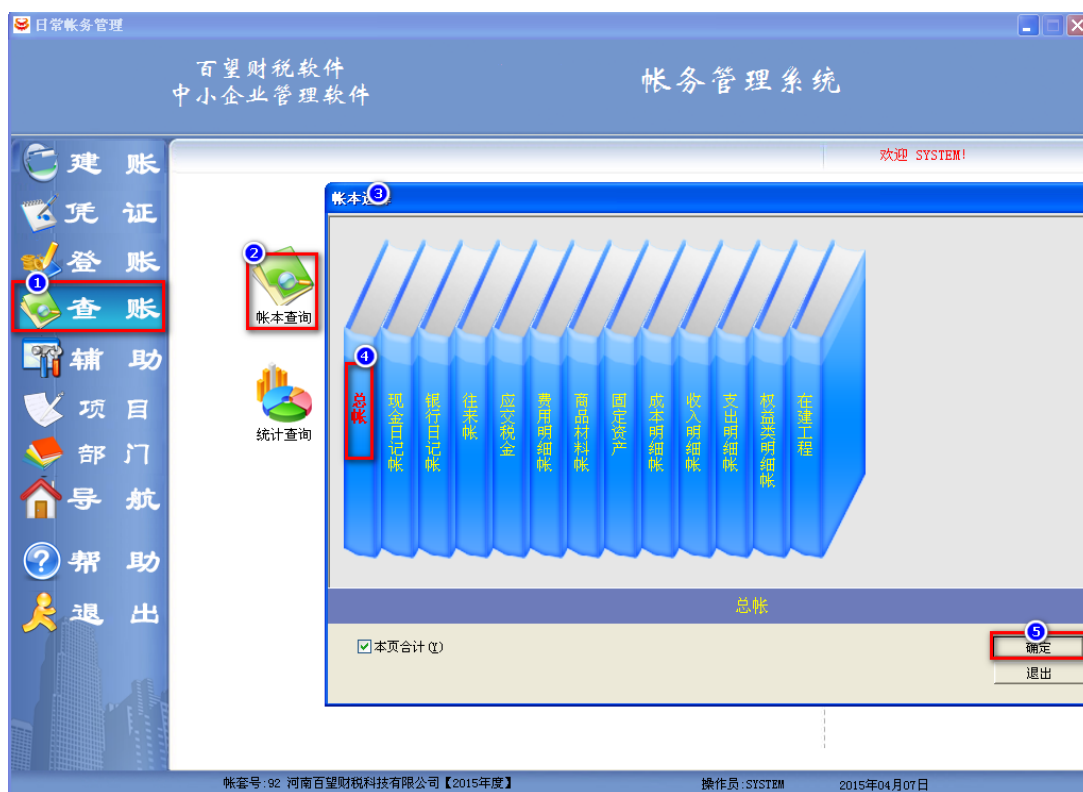 日常帐务管理
百望财税软件
中小企业管理软件
帐务管理系统
欢迎 SYSTEM!
建 账
凭 证
登 账
1
查 账
辅 助
项 目
部 门
导 航
帮 助
退 出
2
帐本查询
统计查询
帐本选
3
4
总帐
现金日记帐
银行日记帐
往来帐
应交税金
费用明细帐
商品材料帐
固定资产
成本明细帐
收入明细帐
支出明细帐
权益类明细帐
在建工程
总帐
本页合计(Y)
5
确定
退出
帐套号:92 河南百望财税科技有限公司【2015年度】
操作员:SYSTEM
2015年04月07日